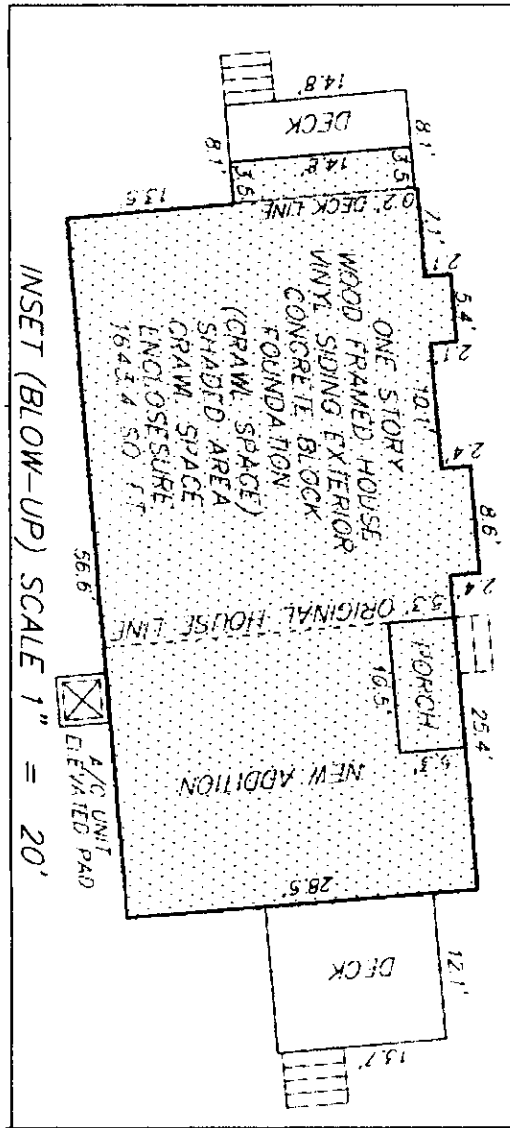 14.8'
DECK
8.1'
8.1'
3.5
14.8'
3.5
13.5
0.2' DECK LINE
7.1'
2.1
5.4'
2.1
10.1'
2.4'
8.6'
2.4'
ONE STORY
WOOD FRAMED HOUSE
VINYL SIDING EXTERIOR
CONCRETE BLOCK
FOUNDATION
(CRAWL SPACE)
SHADED AREA
CRAWL SPACE
ENCLOSESURE
1643.4 SQ FT
56.6'
5.3' ORIGINAL HOUSE LINE
PORCH
10.5'
25.4'
5.3'
NEW ADDITION
A/C UNIT
ELEVATED PAD
28.5'
DECK
12.1'
13.7'
INSET (BLOW-UP) SCALE 1" = 20'